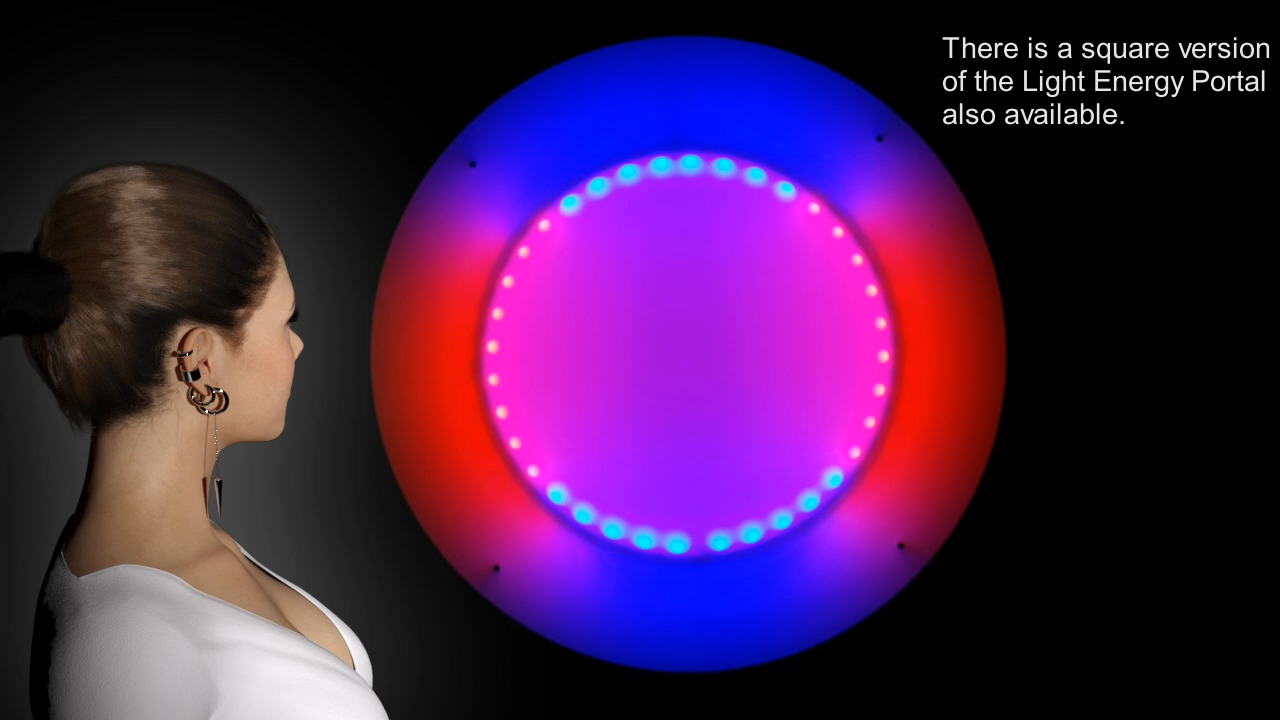 There is a square version
of the Light Energy Portal
also available.